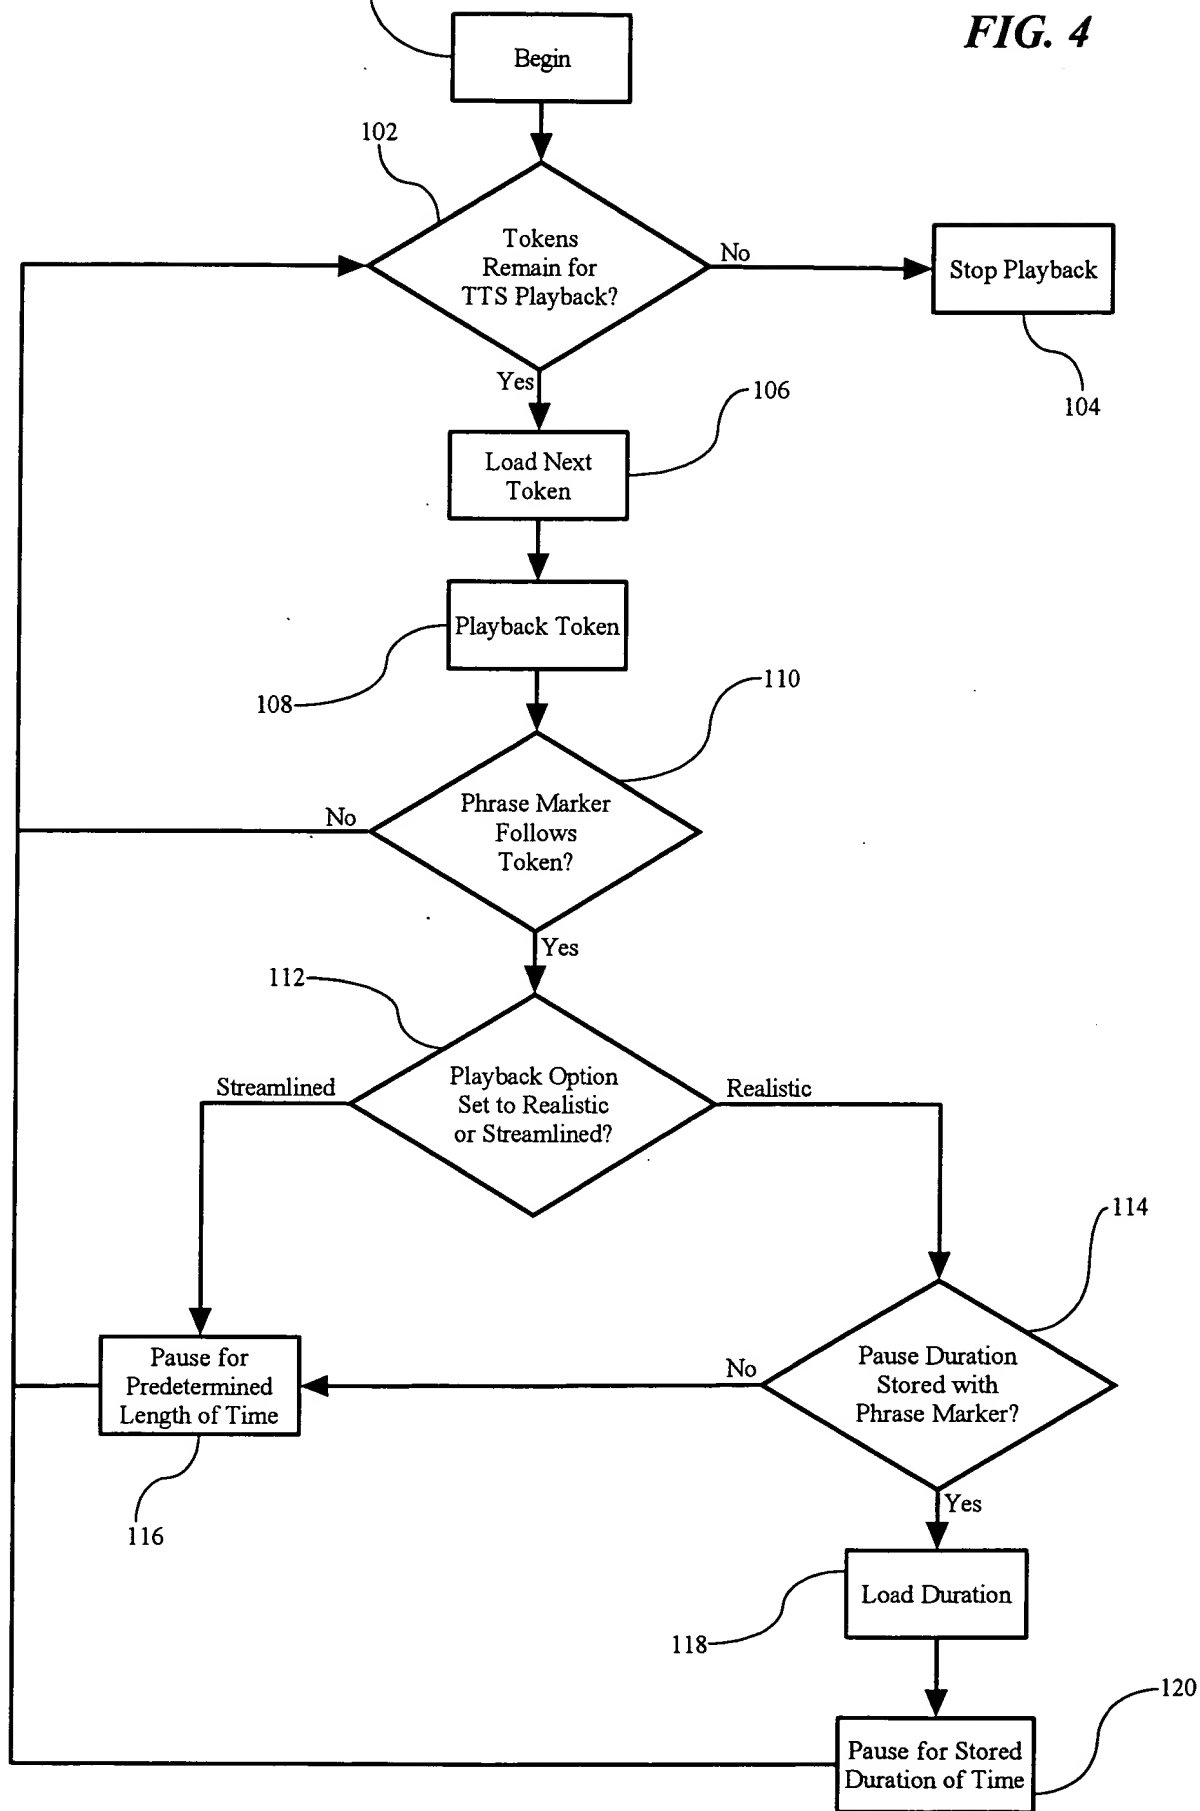 FIG. 4
Begin
102
Tokens
Remain for
TTS Playback?
No
Stop Playback
104
Yes
106
Load Next
Token
Playback Token
108
110
Phrase Marker
Follows
Token?
No
Yes
112
Playback Option
Set to Realistic
or Streamlined?
Streamlined
Realistic
114
Pause Duration
Stored with
Phrase Marker?
No
Pause for
Predetermined
Length of Time
116
Yes
Load Duration
118
120
Pause for Stored
Duration of Time